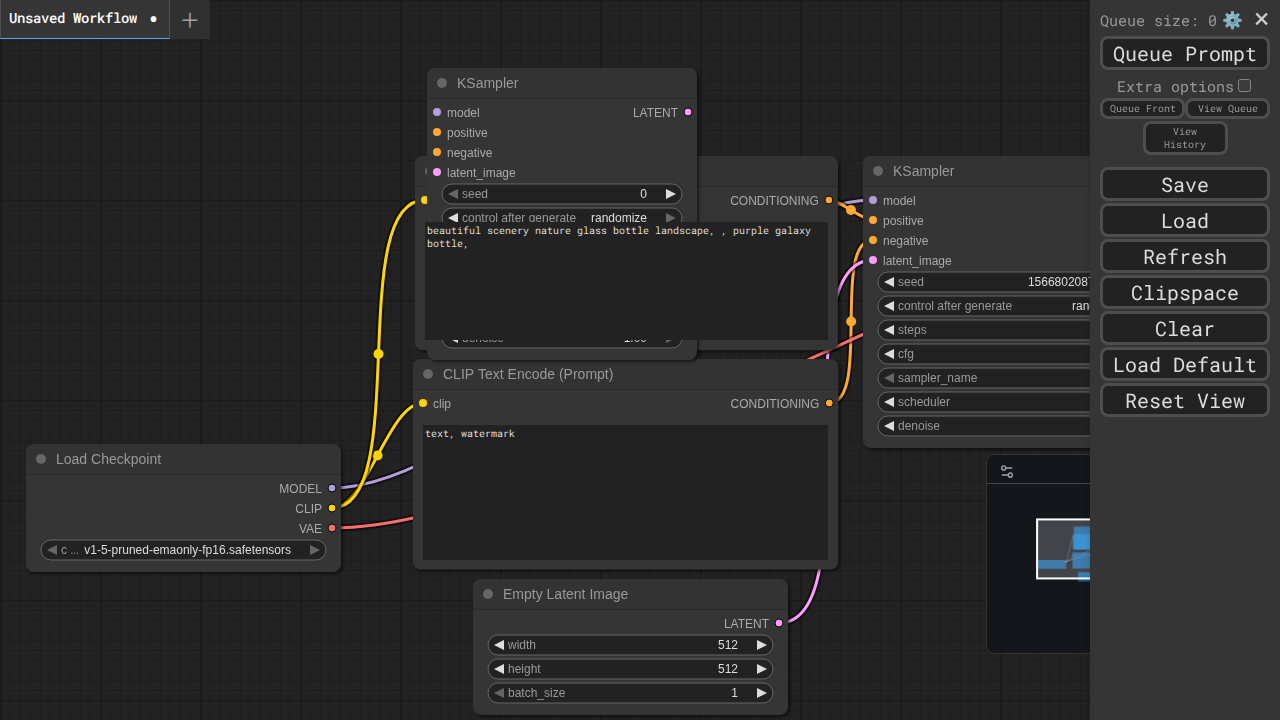 Unsaved Workflow
Queue size: 0
Queue Prompt
Extra options
Queue Front
View Queue
View History
Save
Load
Refresh
Clipspace
Clear
Load Default
Reset View
KSampler
model
LATENT
positive
negative
latent_image
seed
0
control after generate
randomize
CONDITIONING
beautiful scenery nature glass bottle landscape, , purple galaxy
bottle,
denoise
1.00
KSampler
model
positive
negative
latent_image
seed
1566802087
control after generate
ran
steps
cfg
sampler_name
scheduler
denoise
CLIP Text Encode (Prompt)
clip
CONDITIONING
text, watermark
Load Checkpoint
MODEL
CLIP
VAE
c ...
v1-5-pruned-emaonly-fp16.safetensors
Empty Latent Image
LATENT
width
512
height
512
batch_size
1